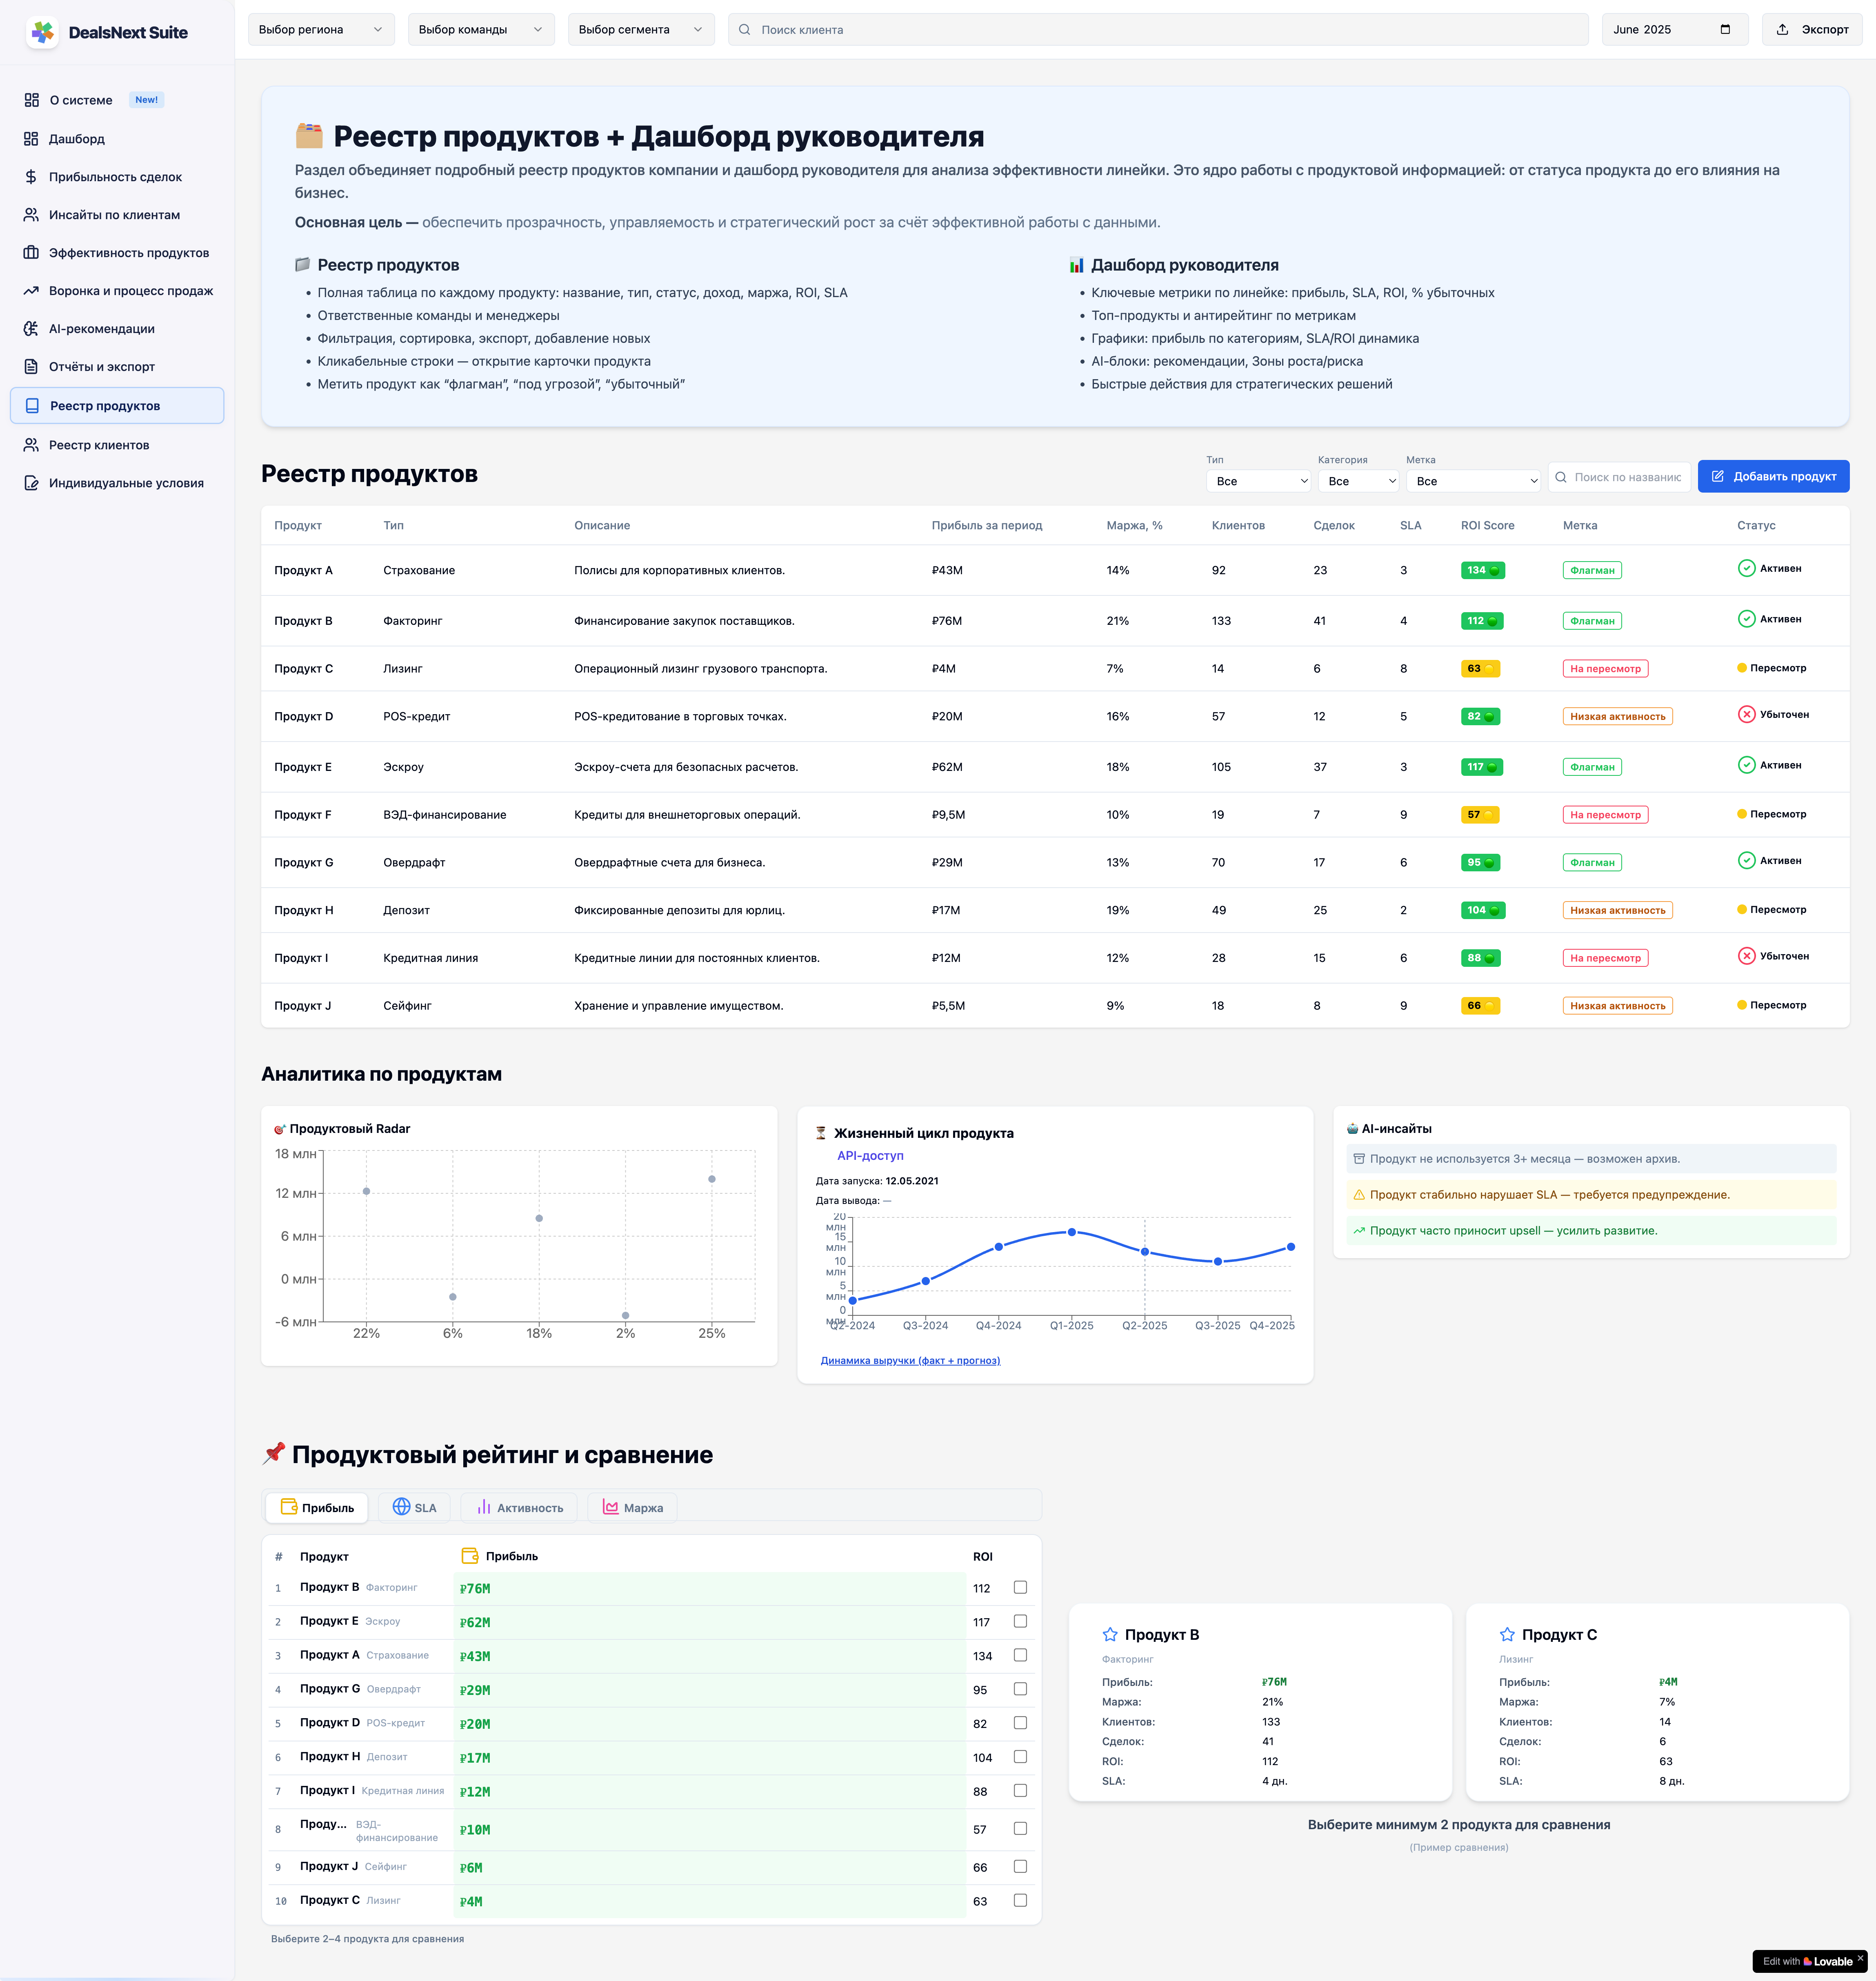 DealsNext Suite
Выбор региона
Выбор команды
Выбор сегмента
Поиск клиента
June 2025
Экспорт
О системе New!
Дашборд
Прибыльность сделок
Инсайты по клиентам
Эффективность продуктов
Воронка и процесс продаж
AI-рекомендации
Отчёты и экспорт
Реестр продуктов
Реестр клиентов
Индивидуальные условия
Реестр продуктов + Дашборд руководителя
Раздел объединяет подробный реестр продуктов компании и дашборд руководителя для анализа эффективности линейки. Это ядро работы с продуктовой информацией: от статуса продукта до его влияния на
бизнес.
Основная цель — обеспечить прозрачность, управляемость и стратегический рост за счёт эффективной работы с данными.
Реестр продуктов
• Полная таблица по каждому продукту: название, тип, статус, доход, маржа, ROI, SLA
• Ответственные команды и менеджеры
• Фильтрация, сортировка, экспорт, добавление новых
• Кликабельные строки — открытие карточки продукта
• Метить продукт как “флагман”, “под угрозой”, “убыточный”
Дашборд руководителя
• Ключевые метрики по линейке: прибыль, SLA, ROI, % убыточных
• Топ-продукты и антирейтинг по метрикам
• Графики: прибыль по категориям, SLA/ROI динамика
• AI-блоки: рекомендации, Зоны роста/риска
• Быстрые действия для стратегических решений
Реестр продуктов
Тип
Все
Категория
Все
Метка
Все
Поиск по названию
Добавить продукт
Продукт Тип Описание Прибыль за период Маржа, % Клиентов Сделок SLA ROI Score Метка Статус
Продукт A Страхование Полисы для корпоративных клиентов. ₽43M 14% 92 23 3 134 Флагман Активен
Продукт B Факторинг Финансирование закупок поставщиков. ₽76M 21% 133 41 4 112 Флагман Активен
Продукт C Лизинг Операционный лизинг грузового транспорта. ₽4M 7% 14 6 8 63 На пересмотр Пересмотр
Продукт D POS-кредит POS-кредитование в торговых точках. ₽20M 16% 57 12 5 82 Низкая активность Убыточен
Продукт E Эскроу Эскроу-счета для безопасных расчетов. ₽62M 18% 105 37 3 117 Флагман Активен
Продукт F ВЭД-финансирование Кредиты для внешнеторговых операций. ₽9,5M 10% 19 7 9 57 На пересмотр Пересмотр
Продукт G Овердрафт Овердрафтные счета для бизнеса. ₽29M 13% 70 17 6 95 Флагман Активен
Продукт H Депозит Фиксированные депозиты для юрлиц. ₽17M 19% 49 25 2 104 Низкая активность Пересмотр
Продукт I Кредитная линия Кредитные линии для постоянных клиентов. ₽12M 12% 28 15 6 88 На пересмотр Убыточен
Продукт J Сейфинг Хранение и управление имуществом. ₽5,5M 9% 18 8 9 66 Низкая активность Пересмотр
Аналитика по продуктам
Продуктовый Radar
18 млн
12 млн
6 млн
0 млн
-6 млн
22% 6% 18% 2% 25%
Жизненный цикл продукта
API-доступ
Дата запуска: 12.05.2021
Дата вывода: —
20
млн
15
млн
10
млн
5
млн
0
млн
Q2-2024 Q3-2024 Q4-2024 Q1-2025 Q2-2025 Q3-2025 Q4-2025
Динамика выручки (факт + прогноз)
AI-инсайты
Продукт не используется 3+ месяца — возможен архив.
Продукт стабильно нарушает SLA — требуется предупреждение.
Продукт часто приносит upsell — усилить развитие.
Продуктовый рейтинг и сравнение
Прибыль
SLA
Активность
Маржа
# Продукт Прибыль ROI
1 Продукт B Факторинг ₽76M 112
2 Продукт E Эскроу ₽62M 117
3 Продукт A Страхование ₽43M 134
4 Продукт G Овердрафт ₽29M 95
5 Продукт D POS-кредит ₽20M 82
6 Продукт H Депозит ₽17M 104
7 Продукт I Кредитная линия ₽12M 88
8 Проду... ВЭД-
финансирование ₽10M 57
9 Продукт J Сейфинг ₽6M 66
10 Продукт C Лизинг ₽4M 63
Выберите 2–4 продукта для сравнения
Продукт B
Факторинг
Прибыль: ₽76M
Маржа: 21%
Клиентов: 133
Сделок: 41
ROI: 112
SLA: 4 дн.
Продукт C
Лизинг
Прибыль: ₽4M
Маржа: 7%
Клиентов: 14
Сделок: 6
ROI: 63
SLA: 8 дн.
Выберите минимум 2 продукта для сравнения
(Пример сравнения)
Edit with Lovable